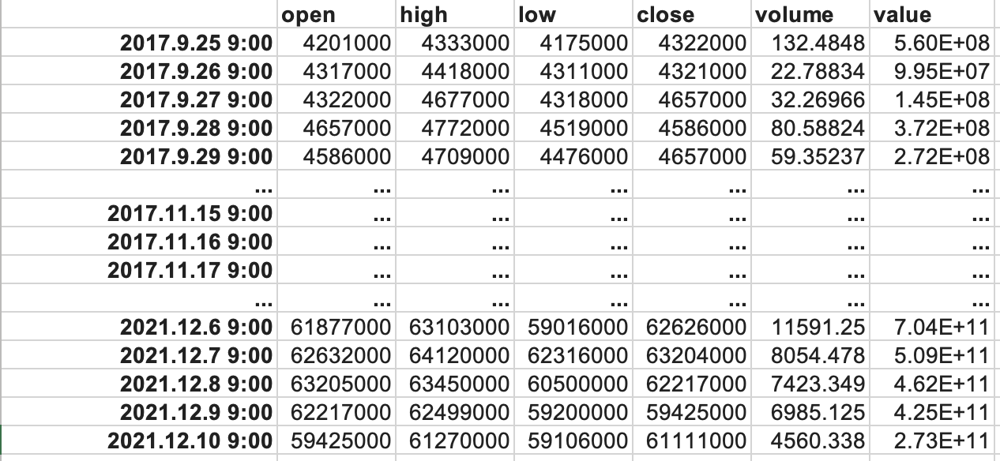 open high low close volume value
2017.9.25 9:00 4201000 4333000 4175000 4322000 132.4848 5.60E+08
2017.9.26 9:00 4317000 4418000 4311000 4321000 22.78834 9.95E+07
2017.9.27 9:00 4322000 4677000 4318000 4657000 32.26966 1.45E+08
2017.9.28 9:00 4657000 4772000 4519000 4586000 80.58824 3.72E+08
2017.9.29 9:00 4586000 4709000 4476000 4657000 59.35237 2.72E+08
... ... ... ... ... ... ...
2017.11.15 9:00 ... ... ... ... ... ...
2017.11.16 9:00 ... ... ... ... ... ...
2017.11.17 9:00 ... ... ... ... ... ...
... ... ... ... ... ... ...
2021.12.6 9:00 61877000 63103000 59016000 62626000 11591.25 7.04E+11
2021.12.7 9:00 62632000 64120000 62316000 63204000 8054.478 5.09E+11
2021.12.8 9:00 63205000 63450000 60500000 62217000 7423.349 4.62E+11
2021.12.9 9:00 62217000 62499000 59200000 59425000 6985.125 4.25E+11
2021.12.10 9:00 59425000 61270000 59106000 61111000 4560.338 2.73E+11